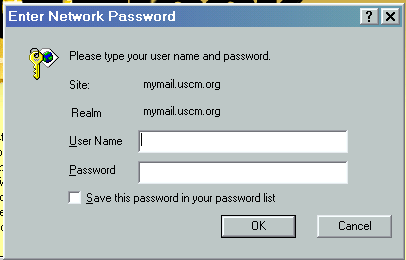 Enter Network Password
Please type your user name and password.
Site: mymail.uscm.org
Realm mymail.uscm.org
User Name
Password
Save this password in your password list
OK Cancel